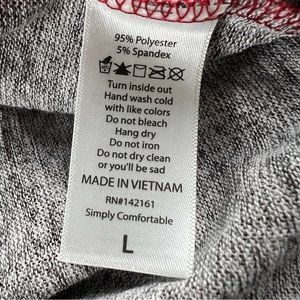 95% Polyester
5% Spandex
Turn inside out
Hand wash cold
with like colors
Do not bleach
Hang dry
Do not iron
Do not dry clean
or you'll be sad
MADE IN VIETNAM
RN#142161
Simply Comfortable
L